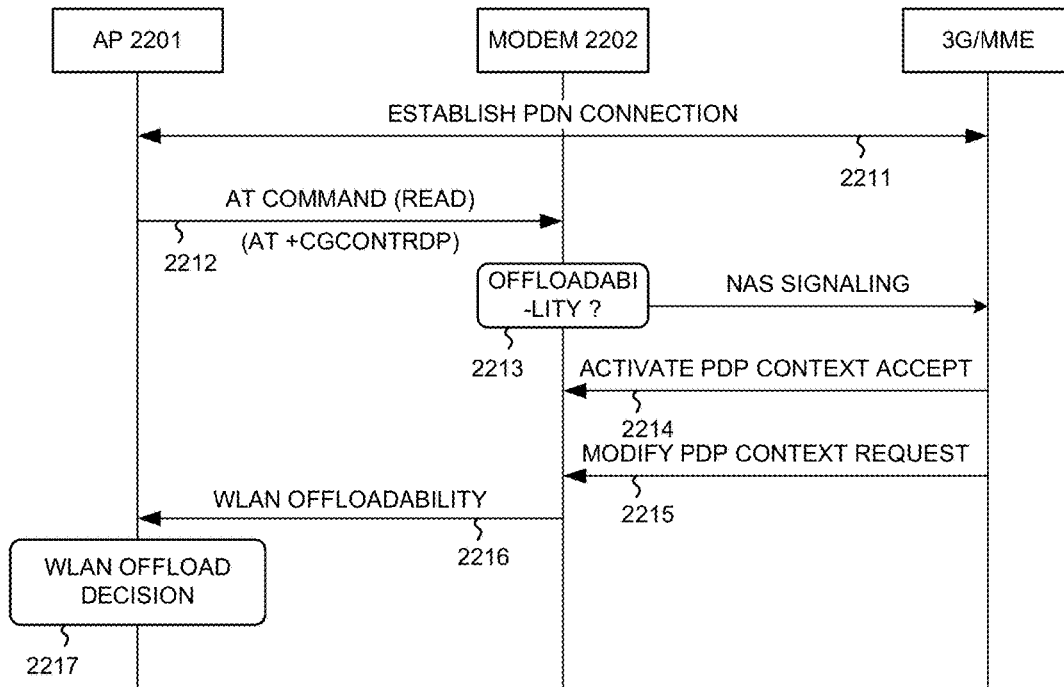 AP 2201
MODEM 2202
3G/MME
ESTABLISH PDN CONNECTION
2211
AT COMMAND (READ)
(AT +CGCONTRDP)
2212
OFFLOADABI
-LITY ?
NAS SIGNALING
2213
ACTIVATE PDP CONTEXT ACCEPT
2214
MODIFY PDP CONTEXT REQUEST
2215
WLAN OFFLOADABILITY
2216
WLAN OFFLOAD
DECISION
2217